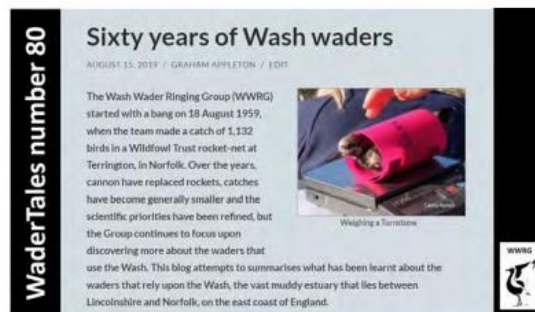 WaderTales number 80
Sixty years of Wash waders
AUGUST 15, 2019 / GRAHAM APPLETON / EDIT
The Wash Wader Ringing Group (WWRG)
started with a bang on 18 August 1959,
when the team made a catch of 1,132
birds in a Wildfowl Trust rocket-net at
Terrington, in Norfolk. Over the years,
cannon have replaced rockets, catches
have become generally smaller and the
scientific priorities have been refined, but
the Group continues to focus upon
discovering more about the waders that
use the Wash. This blog attempts to summarises what has been learnt about the
waders that rely upon the Wash, the vast muddy estuary that lies between
Lincolnshire and Norfolk, on the east coast of England.
Weighing a Turnstone
WWRG